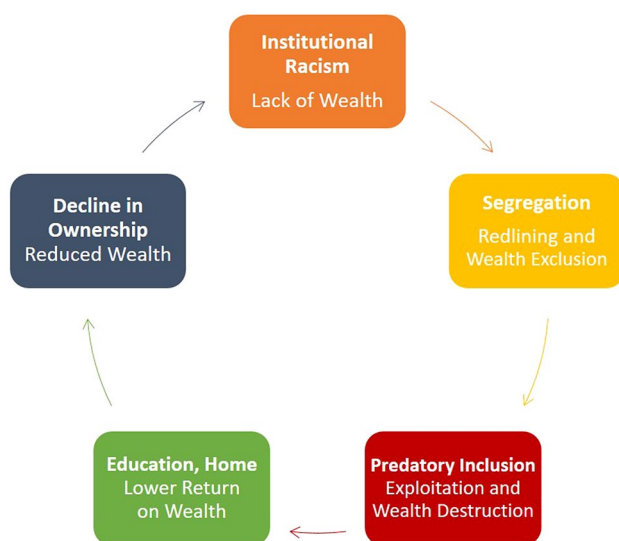 Institutional
Racism
Lack of Wealth
Segregation
Redlining and
Wealth Exclusion
Predatory Inclusion
Exploitation and
Wealth Destruction
Education, Home
Lower Return
on Wealth
Decline in
Ownership
Reduced Wealth